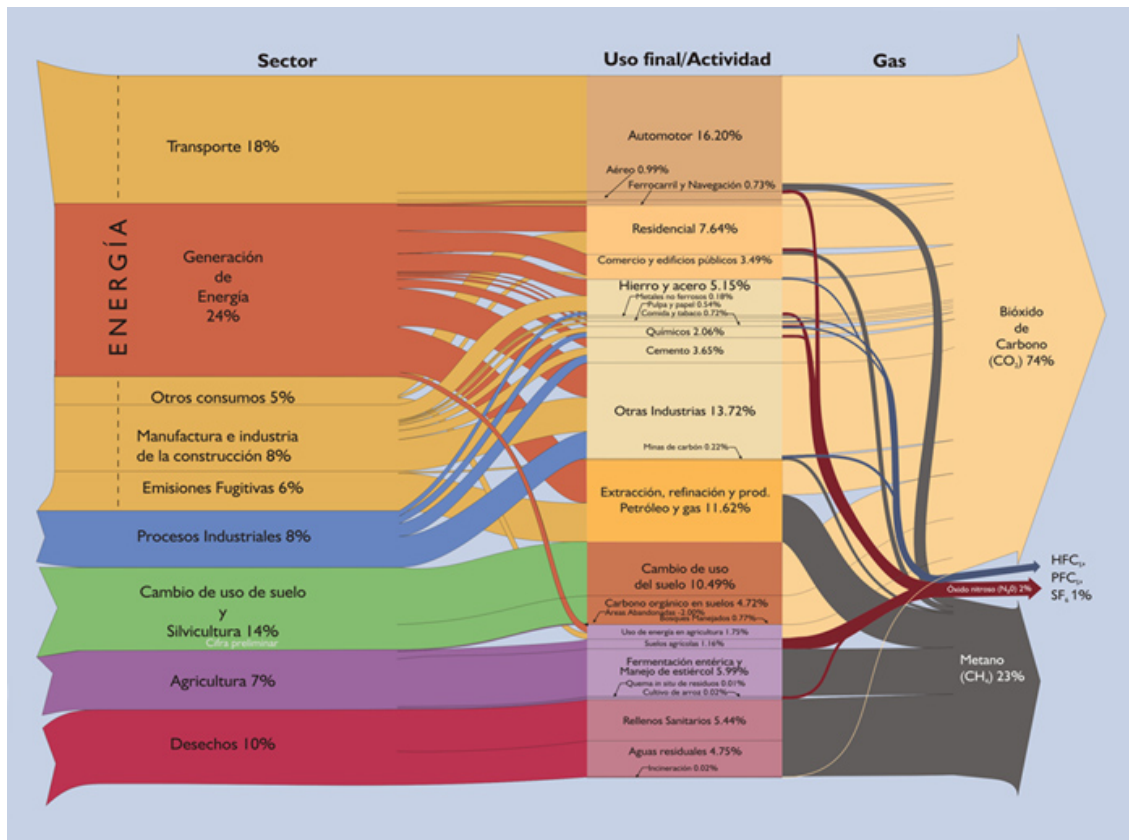 Sector
Uso final/Actividad
Gas
ENERGÍA
Transporte 18%
Generación
de
Energía
24%
Otros consumos 5%
Manufactura e industria
de la construcción 8%
Emisiones Fugitivas 6%
Procesos Industriales 8%
Cambio de uso de suelo
y
Silvicultura 14%
Cifra preliminar
Agricultura 7%
Desechos 10%
Automotor 16.20%
Aéreo 0.99%
Ferrocarril y Navegación 0.73%
Residencial 7.64%
Comercio y edificios públicos 3.49%
Hierro y acero 5.15%
Metales no ferrosos 0.18%
Pulpa y papel 0.54%
Comida y tabaco 0.72%
Químicos 2.06%
Cemento 3.65%
Otras Industrias 13.72%
Minas de carbón 0.22%
Extracción, refinación y prod.
Petróleo y gas 11.62%
Cambio de uso
del suelo 10.49%
Carbono orgánico en suelos 4.72%
Áreas Abandonadas -2.00%
Bosques Manejados 0.77%
Uso de energía en agricultura 1.75%
Suelos agrícolas 1.16%
Fermentación entérica y
Manejo de estiércol 5.99%
Quema in situ de residuos 0.01%
Cultivo de arroz 0.02%
Rellenos Sanitarios 5.44%
Aguas residuales 4.75%
Incineración 0.02%
Bióxido
de
Carbono
(CO₂) 74%
HFCs,
PFCs,
SF₆ 1%
Óxido nitroso (N₂0) 2%
Metano
(CH₄) 23%